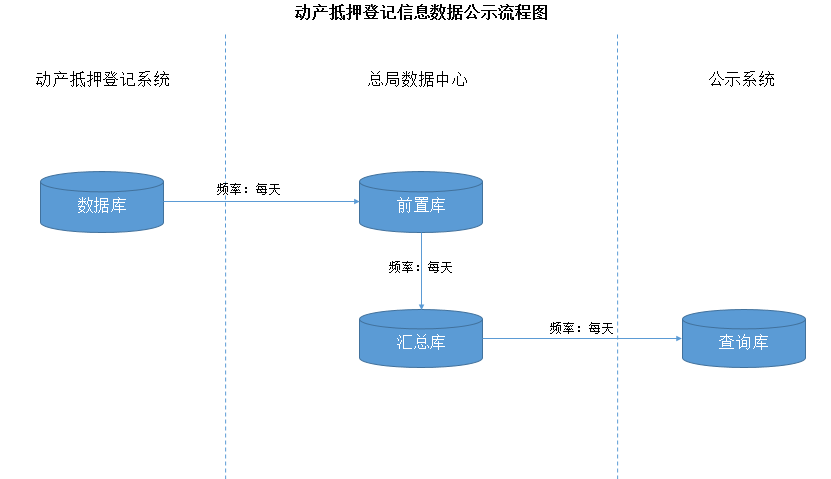 动产抵押登记信息数据公示流程图
动产抵押登记系统
总局数据中心
公示系统
频率：每天
数据库
前置库
频率：每天
频率：每天
汇总库
查询库